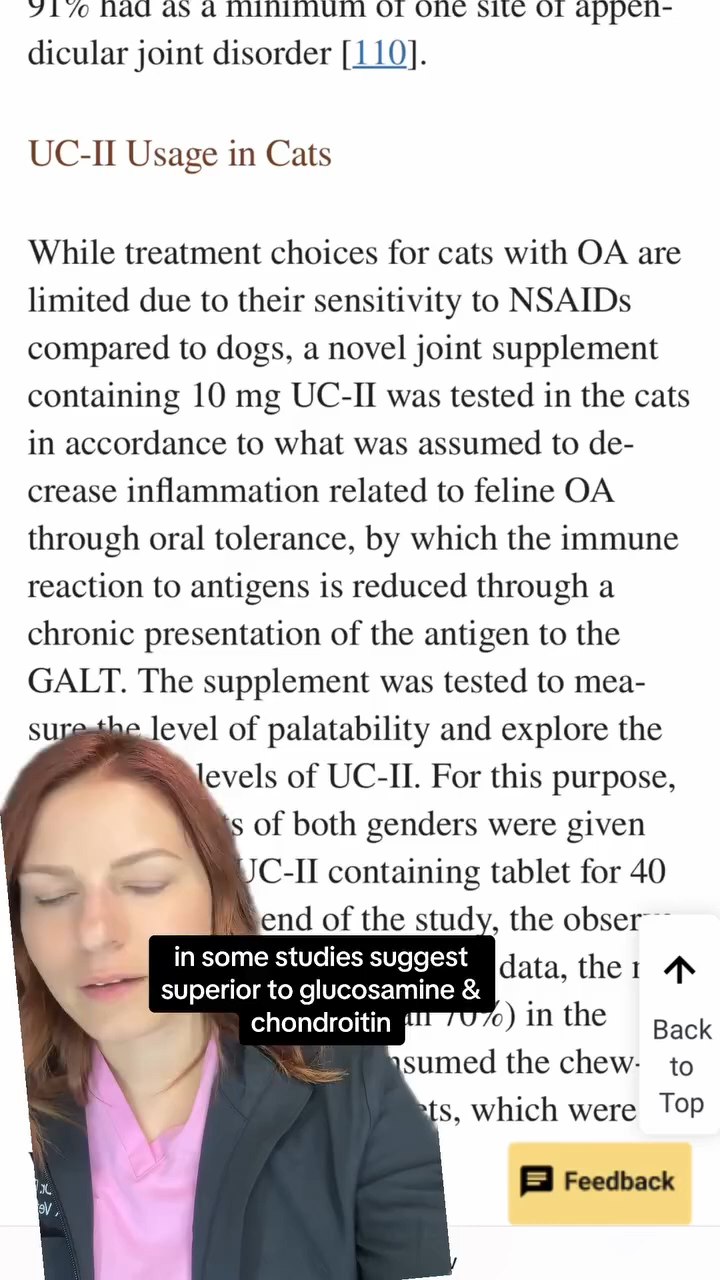 91% had as a minimum of one site of appen-
dicular joint disorder [110].
UC-II Usage in Cats
While treatment choices for cats with OA are
limited due to their sensitivity to NSAIDs
compared to dogs, a novel joint supplement
containing 10 mg UC-II was tested in the cats
in accordance to what was assumed to de-
crease inflammation related to feline OA
through oral tolerance, by which the immune
reaction to antigens is reduced through a
chronic presentation of the antigen to the
GALT. The supplement was tested to mea-
sure the level of palatability and explore the
levels of UC-II. For this purpose,
of both genders were given
UC-II containing tablet for 40
end of the study, the
data, the
70%) in the
the chew-
which were
in some studies suggest
superior to glucosamine &
chondroitin
Back
to
Top
Feedback